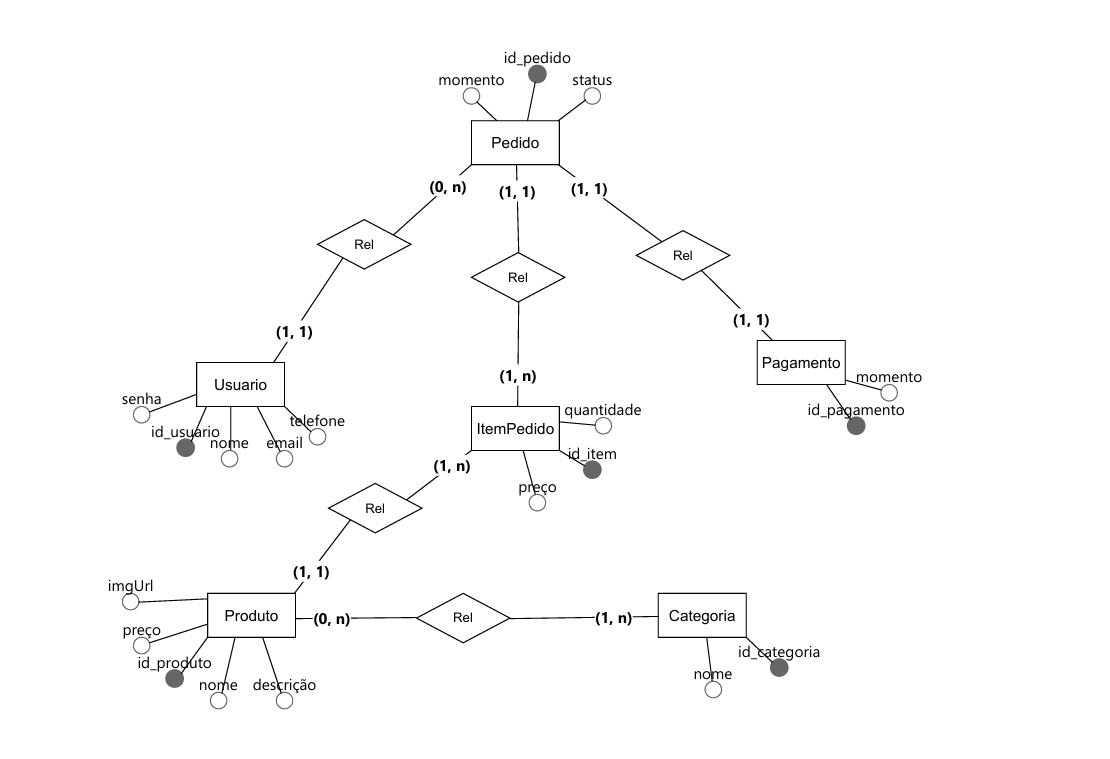 id_pedido
momento
status
Pedido
(0, n)
(1, 1)
(1, 1)
Rel
Rel
Rel
(1, 1)
(1, n)
(1, 1)
Usuario
Pagamento
senha
id_usuário
nome
email
telefone
momento
id_pagamento
ItemPedido
quantidade
id_item
preço
(1, n)
Rel
(1, 1)
imgUrl
preço
id_produto
nome
descrição
Produto
(0, n)
Rel
(1, n)
Categoria
id_categoria
nome